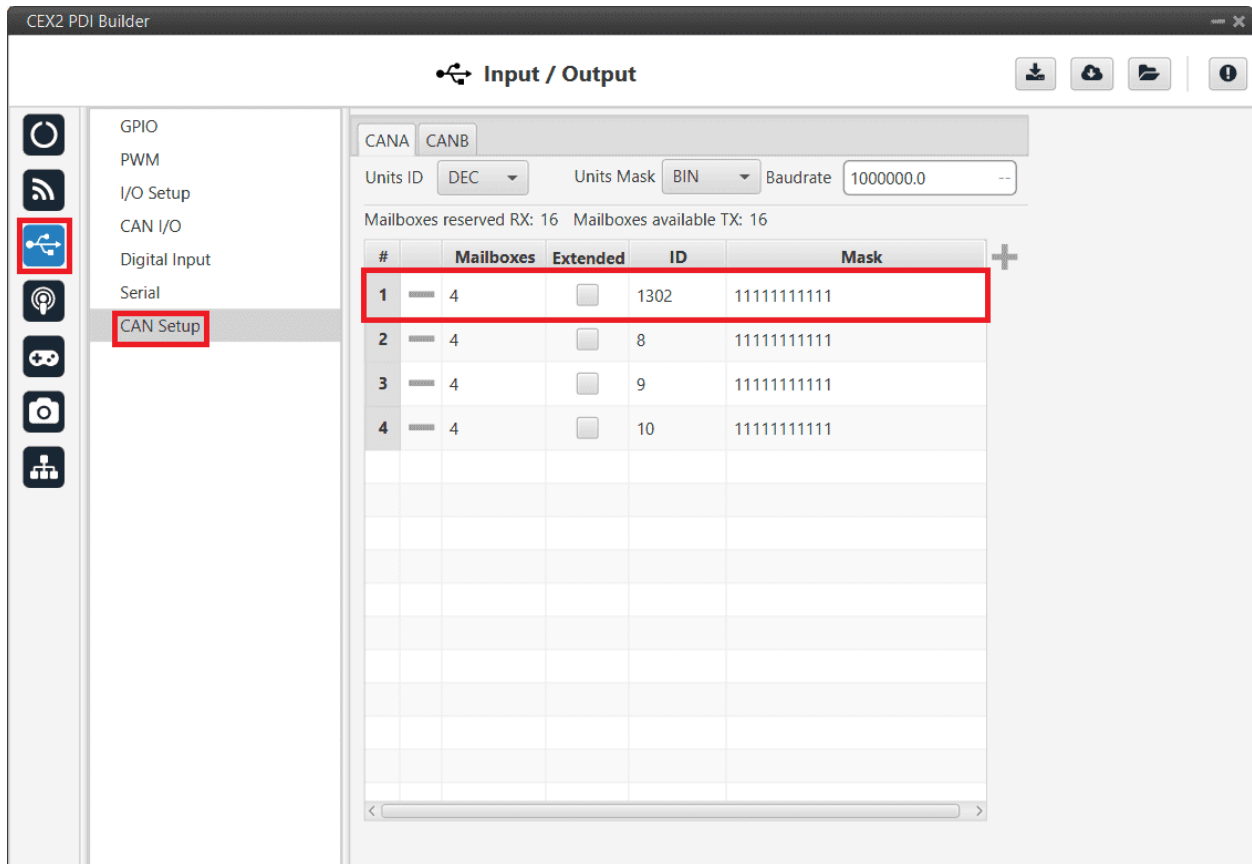 CEX2 PDI Builder
Input / Output
GPIO
PWM
I/O Setup
CAN I/O
Digital Input
Serial
CAN Setup
CANA CANB
Units ID DEC Units Mask BIN Baudrate 1000000.0 --
Mailboxes reserved RX: 16 Mailboxes available TX: 16
# Mailboxes Extended ID Mask
1 4 1302 11111111111
2 4 8 11111111111
3 4 9 11111111111
4 4 10 11111111111